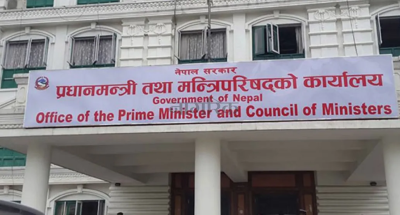 नेपाल सरकार
प्रधानमन्त्री तथा मन्त्रिपरिषद्को कार्यालय
Government of Nepal
Office of the Prime Minister and Council of Ministers